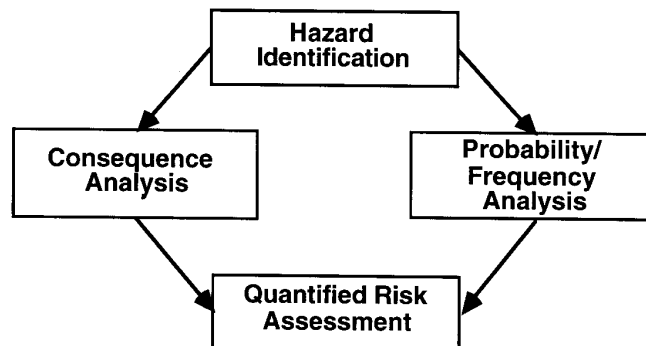 Hazard
Identification
Consequence
Analysis
Probability/
Frequency
Analysis
Quantified Risk
Assessment